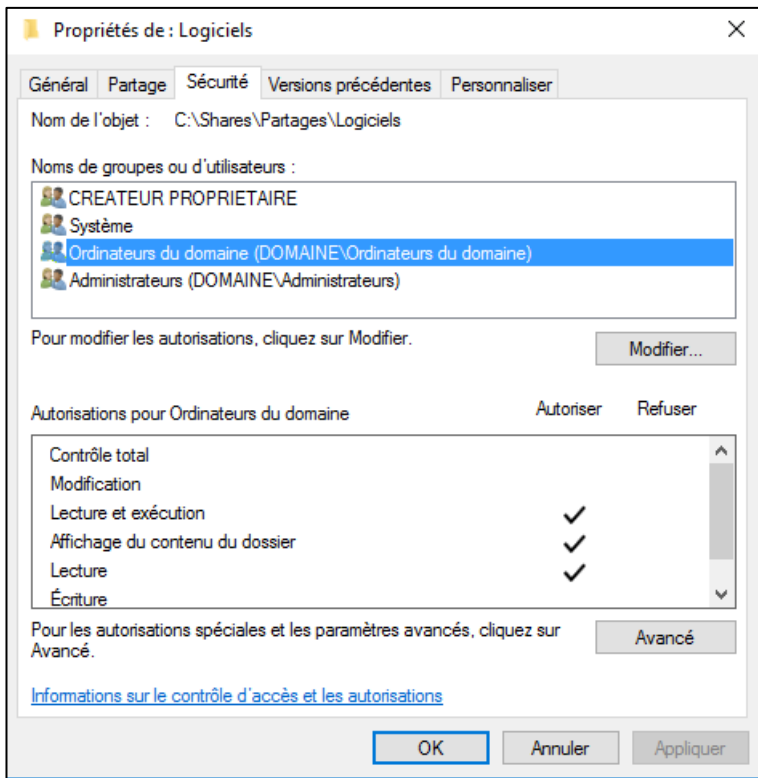 Propriétés de : Logiciels
Général Partage Sécurité Versions précédentes Personnaliser
Nom de l'objet : C:\Shares\Partages\Logiciels
Noms de groupes ou d'utilisateurs :
CREATEUR PROPRIETAIRE
Système
Ordinateurs du domaine (DOMAINE\Ordinateurs du domaine)
Administrateurs (DOMAINE\Administrateurs)
Pour modifier les autorisations, cliquez sur Modifier.
Modifier...
Autorisations pour Ordinateurs du domaine Autoriser Refuser
Contrôle total
Modification
Lecture et exécution
Affichage du contenu du dossier
Lecture
Écriture
Pour les autorisations spéciales et les paramètres avancés, cliquez sur
Avancé.
Avancé
Informations sur le contrôle d'accès et les autorisations
OK Annuler Appliquer